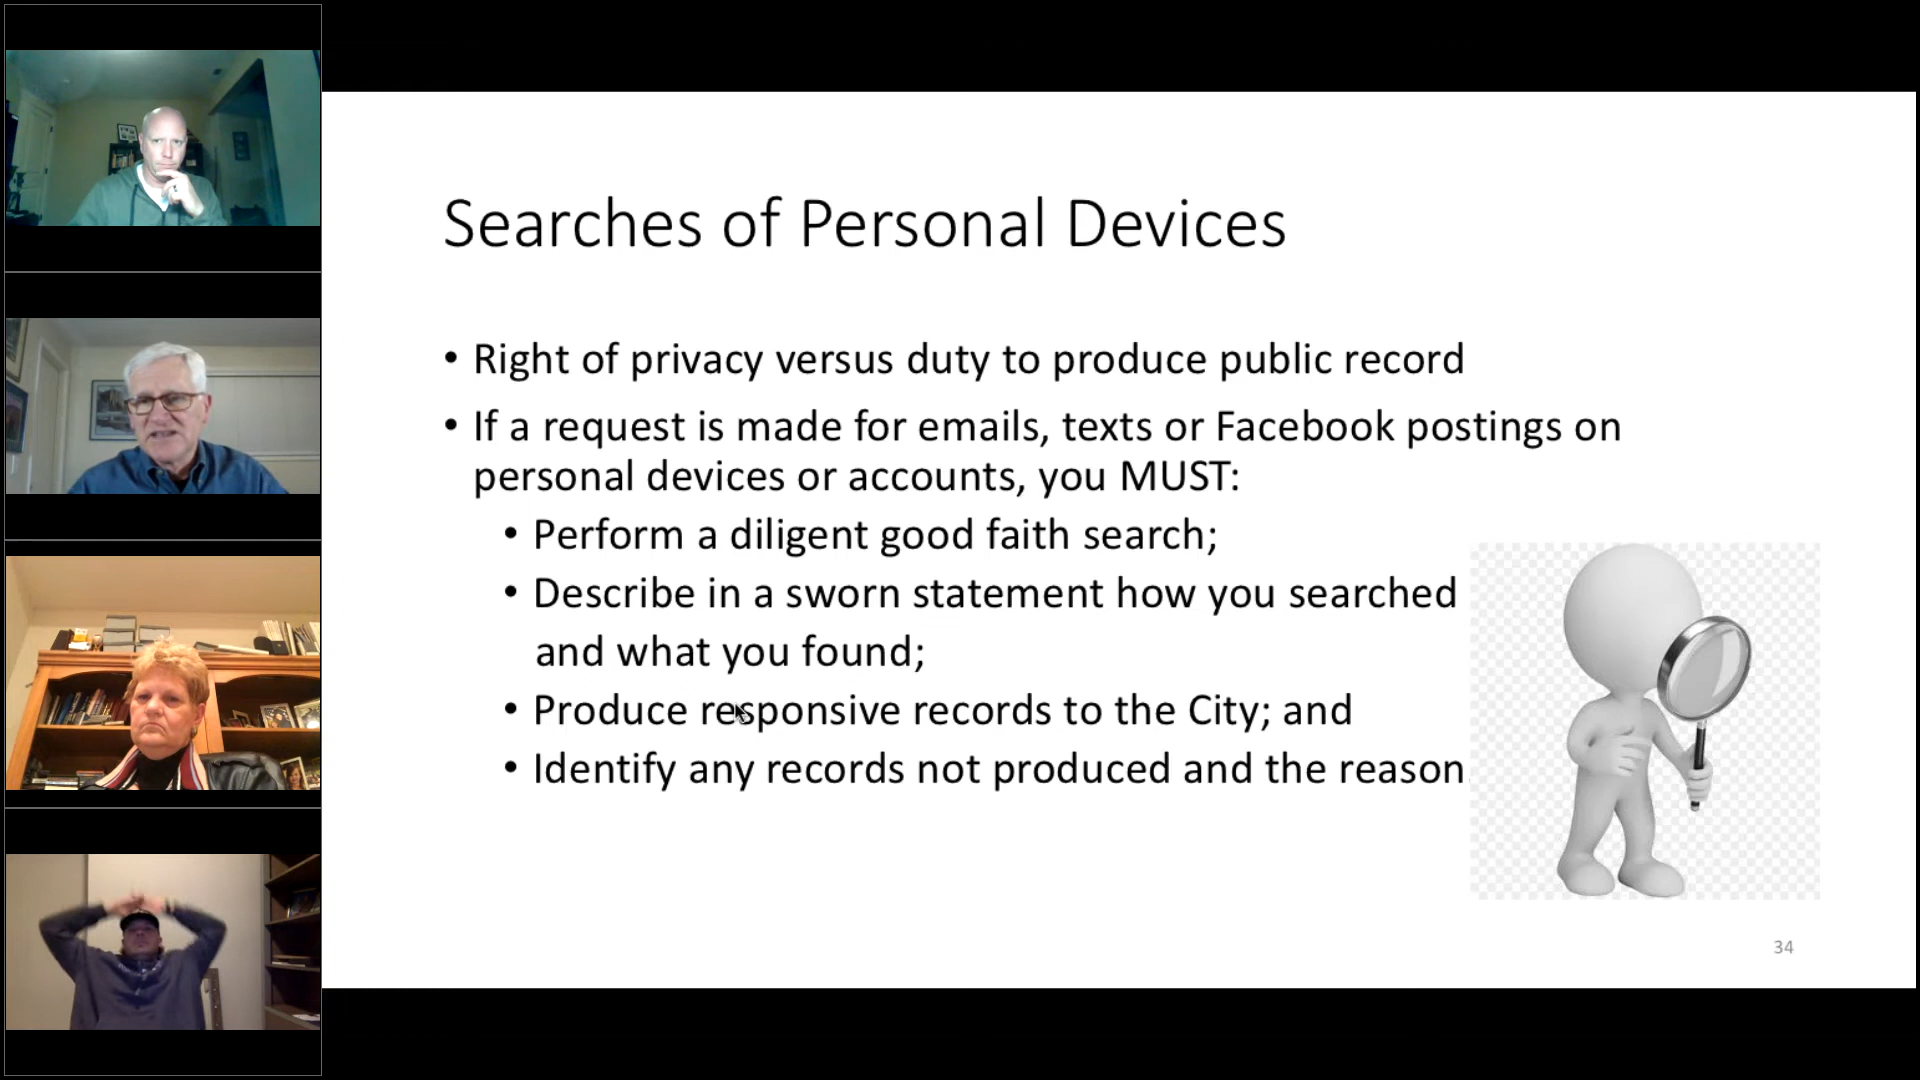 Searches of Personal Devices
• Right of privacy versus duty to produce public record
• If a request is made for emails, texts or Facebook postings on
personal devices or accounts, you MUST:
• Perform a diligent good faith search;
• Describe in a sworn statement how you searched
and what you found;
• Produce responsive records to the City; and
• Identify any records not produced and the reason.
34